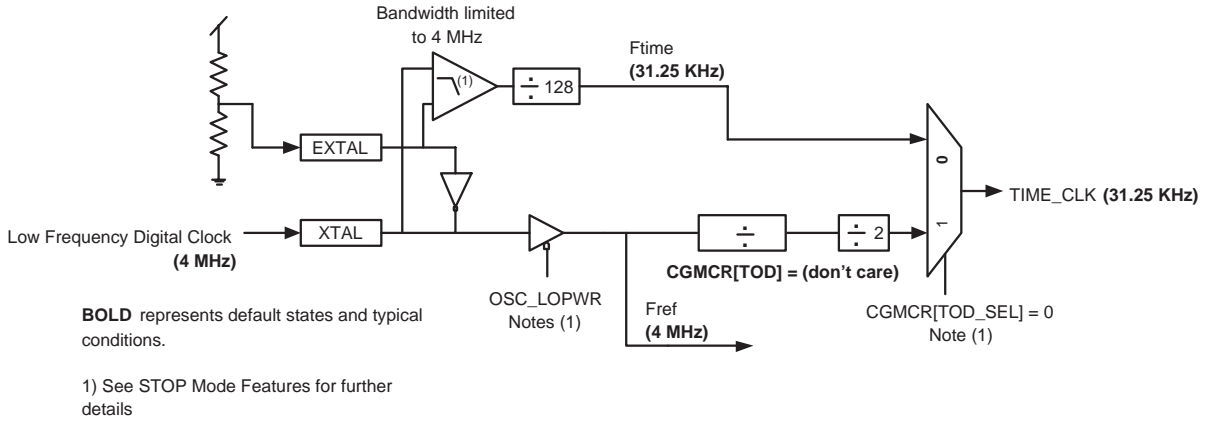 Bandwidth limited
to 4 MHz
Ftime
(31.25 KHz)
(1)
÷ 128
EXTAL
0
TIME_CLK (31.25 KHz)
Low Frequency Digital Clock
(4 MHz)
XTAL
÷
÷ 2
1
CGMCR[TOD] = (don't care)
OSC_LOPWR
Notes (1)
Fref
(4 MHz)
CGMCR[TOD_SEL] = 0
Note (1)
BOLD represents default states and typical
conditions.
1) See STOP Mode Features for further
details